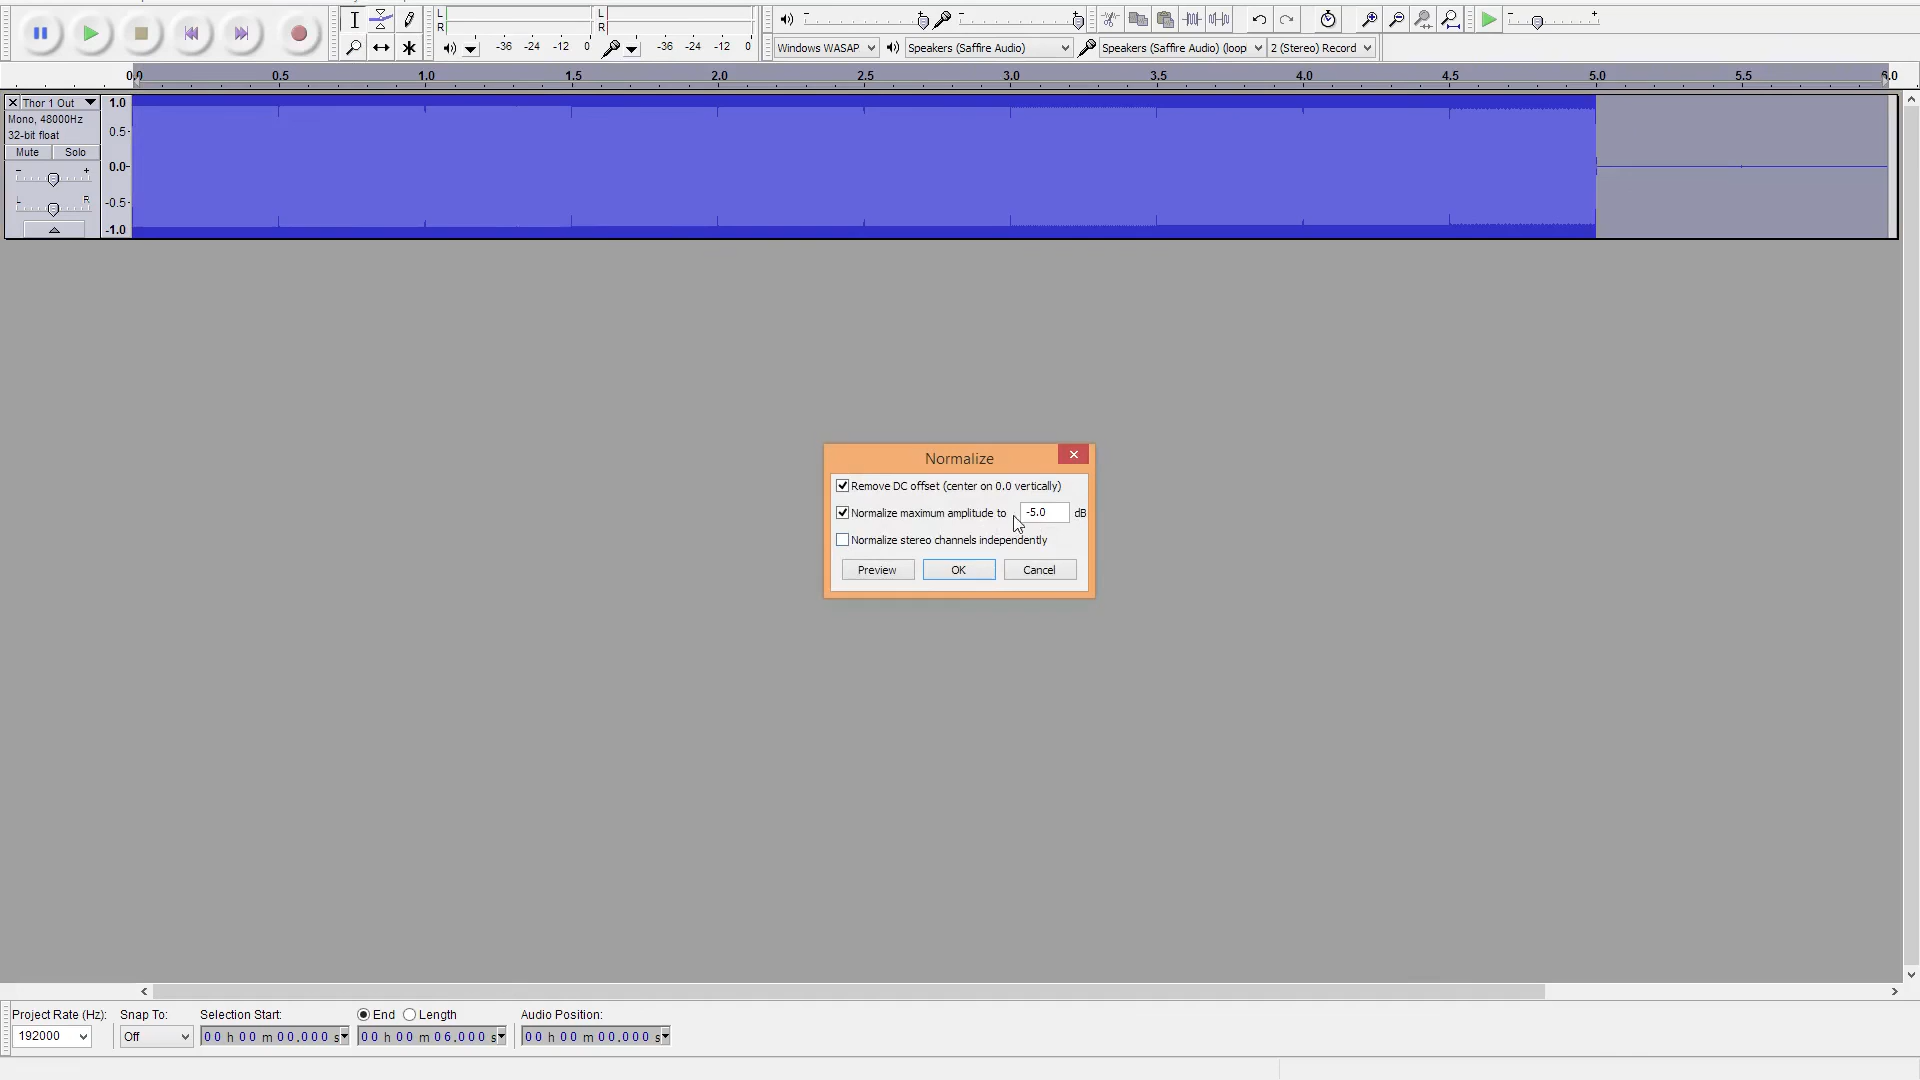 L
R
-36 -24 -12 0
L
R
-36 -24 -12 0
Windows WASAP
Speakers (Saffire Audio)
Speakers (Saffire Audio) (loop
2 (Stereo) Record
0.0 0.5 1.0 1.5 2.0 2.5 3.0 3.5 4.0 4.5 5.0 5.5 6.0
Thor 1 Out
Mono, 48000Hz
32-bit float
Mute Solo
- +
L R
1.0
0.5
0.0
-0.5
-1.0
Normalize
Remove DC offset (center on 0.0 vertically)
Normalize maximum amplitude to -5.0 dB
Normalize stereo channels independently
Preview OK Cancel
Project Rate (Hz): Snap To: Selection Start: End Length Audio Position:
192000 Off 00 h 00 m 00.000 s 00 h 00 m 06.000 s 00 h 00 m 00.000 s